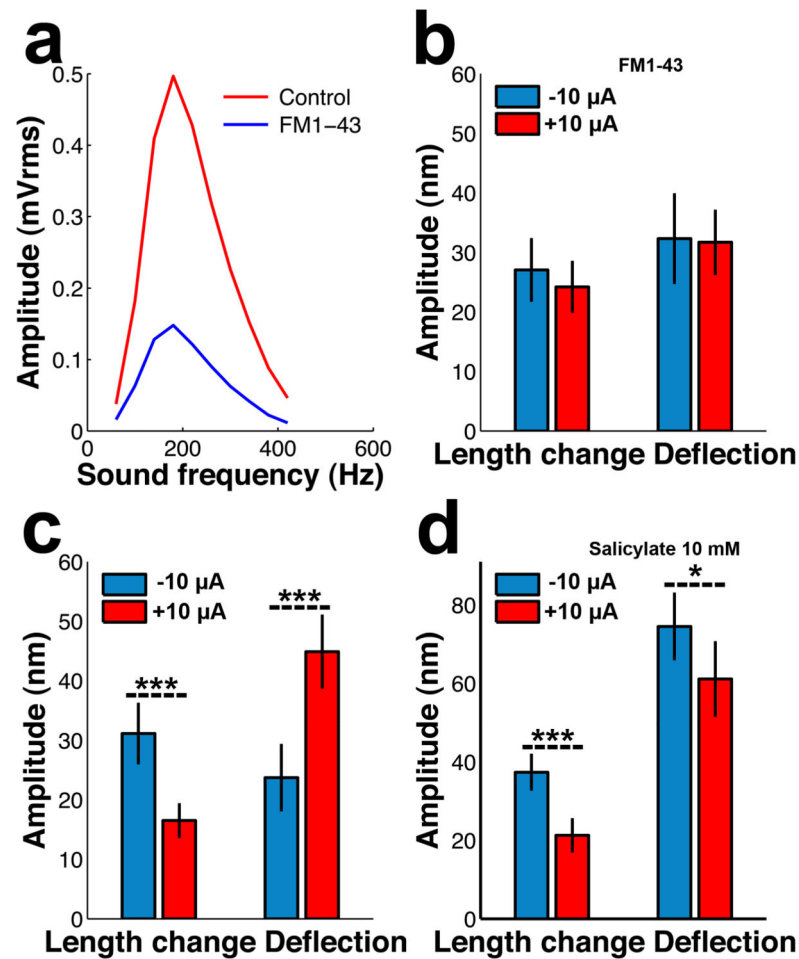 a
Amplitude (mVrms)
0.5
0.4
0.3
0.2
0.1
0
0 200 400 600
Sound frequency (Hz)
Control
FM1-43
b
FM1-43
Amplitude (nm)
60
50
40
30
20
10
0
-10 µA
+10 µA
Length change Deflection
c
Amplitude (nm)
60
50
40
30
20
10
0
-10 µA
+10 µA
***
***
Length change Deflection
d
Salicylate 10 mM
Amplitude (nm)
80
60
40
20
0
-10 µA
+10 µA
***
*
Length change Deflection